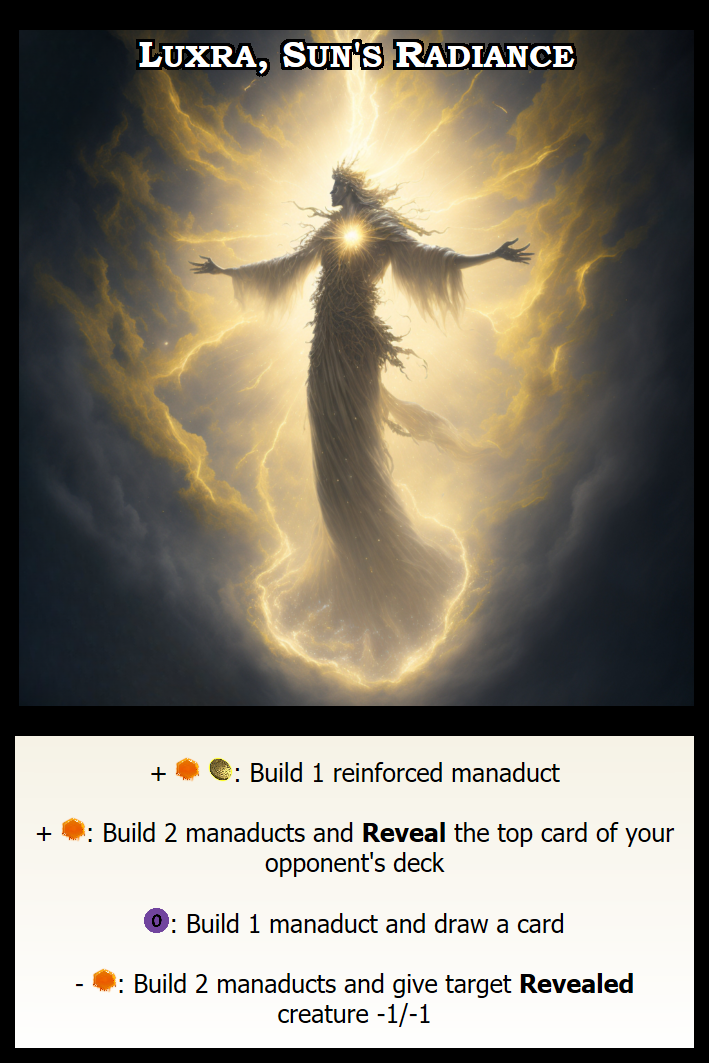 Luxra, Sun's Radiance
+ : Build 1 reinforced manaduct
+ : Build 2 manaducts and Reveal the top card of your
opponent's deck
0: Build 1 manaduct and draw a card
- : Build 2 manaducts and give target Revealed
creature -1/-1